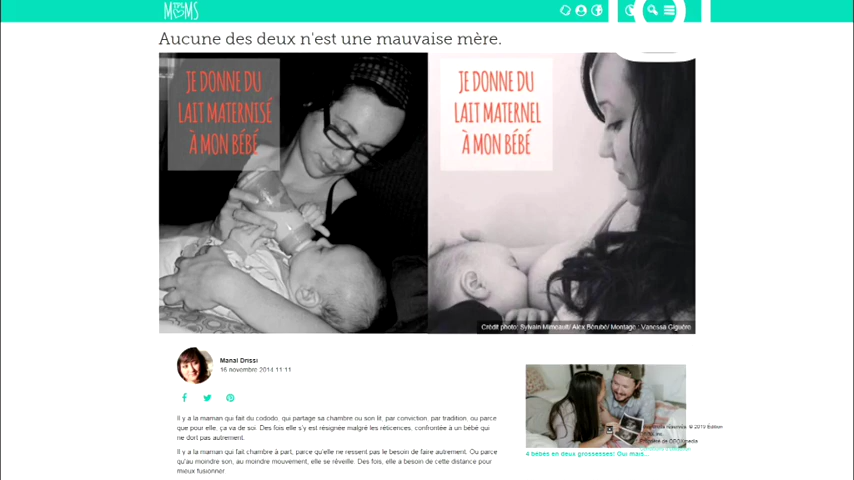 TPL
MOMS
Aucune des deux n'est une mauvaise mère.
JE DONNE DU
LAIT MATERNISÉ
À MON BÉBÉ
JE DONNE DU
LAIT MATERNEL
À MON BÉBÉ
Crédit photo: Sylvain Mimeault/ Alex Bérubé/ Montage : Vanessa Giguère
Manal Drissi
16 novembre 2014 11:11
Il y a la maman qui fait du cododo, qui partage sa chambre ou son lit, par conviction, par tradition, ou parce
que pour elle, ça va de soi. Des fois elle s'y est résignée malgré les réticences, confrontée à un bébé qui
ne dort pas autrement.
Il y a la maman qui fait chambre à part, parce qu'elle ne ressent pas le besoin de faire autrement. Ou parce
qu'au moindre son, au moindre mouvement, elle se réveille. Des fois, elle a besoin de cette distance pour
mieux fusionner
© 2019 Édition
media
4 bébés en deux grossesses! Oui mais...